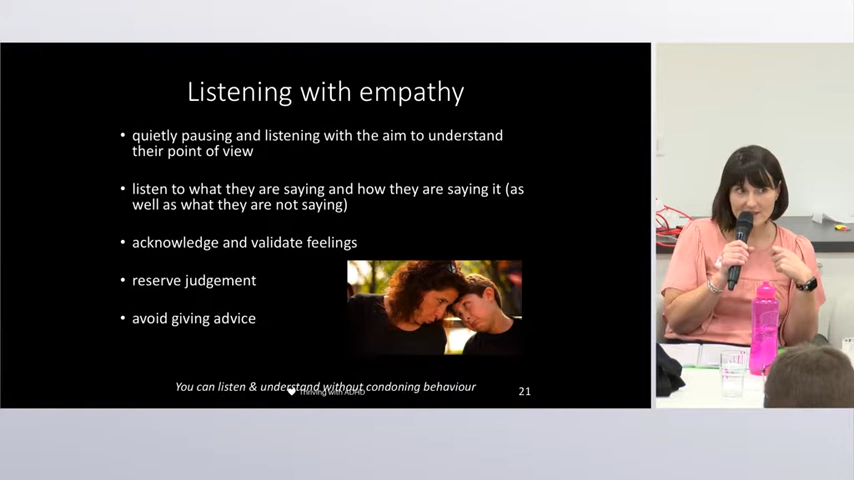 Listening with empathy
• quietly pausing and listening with the aim to understand
their point of view
• listen to what they are saying and how they are saying it (as
well as what they are not saying)
• acknowledge and validate feelings
• reserve judgement
• avoid giving advice
You can listen & understand without condoning behaviour
Thriving with ADHD
21